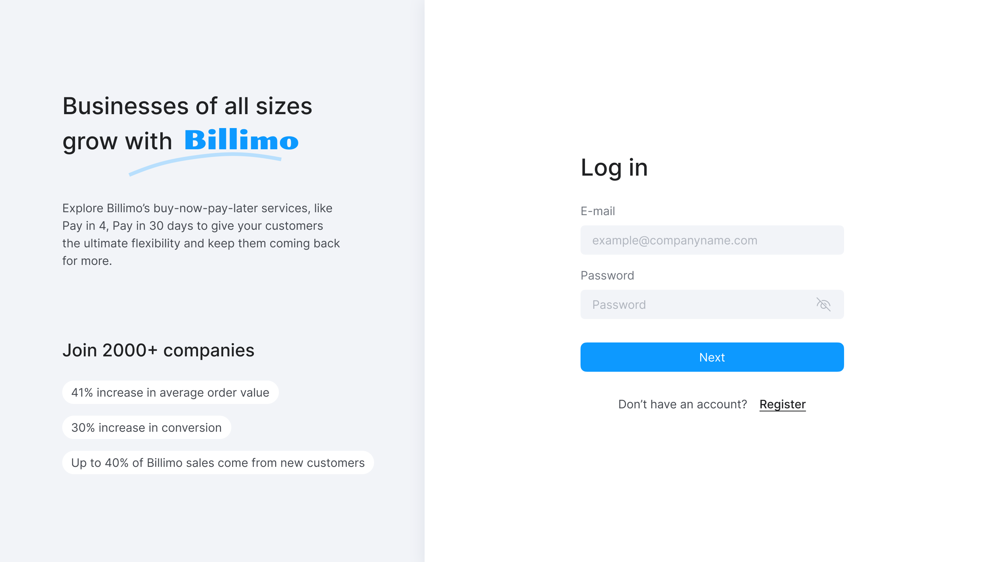 Businesses of all sizes
grow with Billimo
Explore Billimo’s buy-now-pay-later services, like
Pay in 4, Pay in 30 days to give your customers
the ultimate flexibility and keep them coming back
for more.
Join 2000+ companies
41% increase in average order value
30% increase in conversion
Up to 40% of Billimo sales come from new customers
Log in
E-mail
example@companyname.com
Password
Password
Next
Don’t have an account? Register